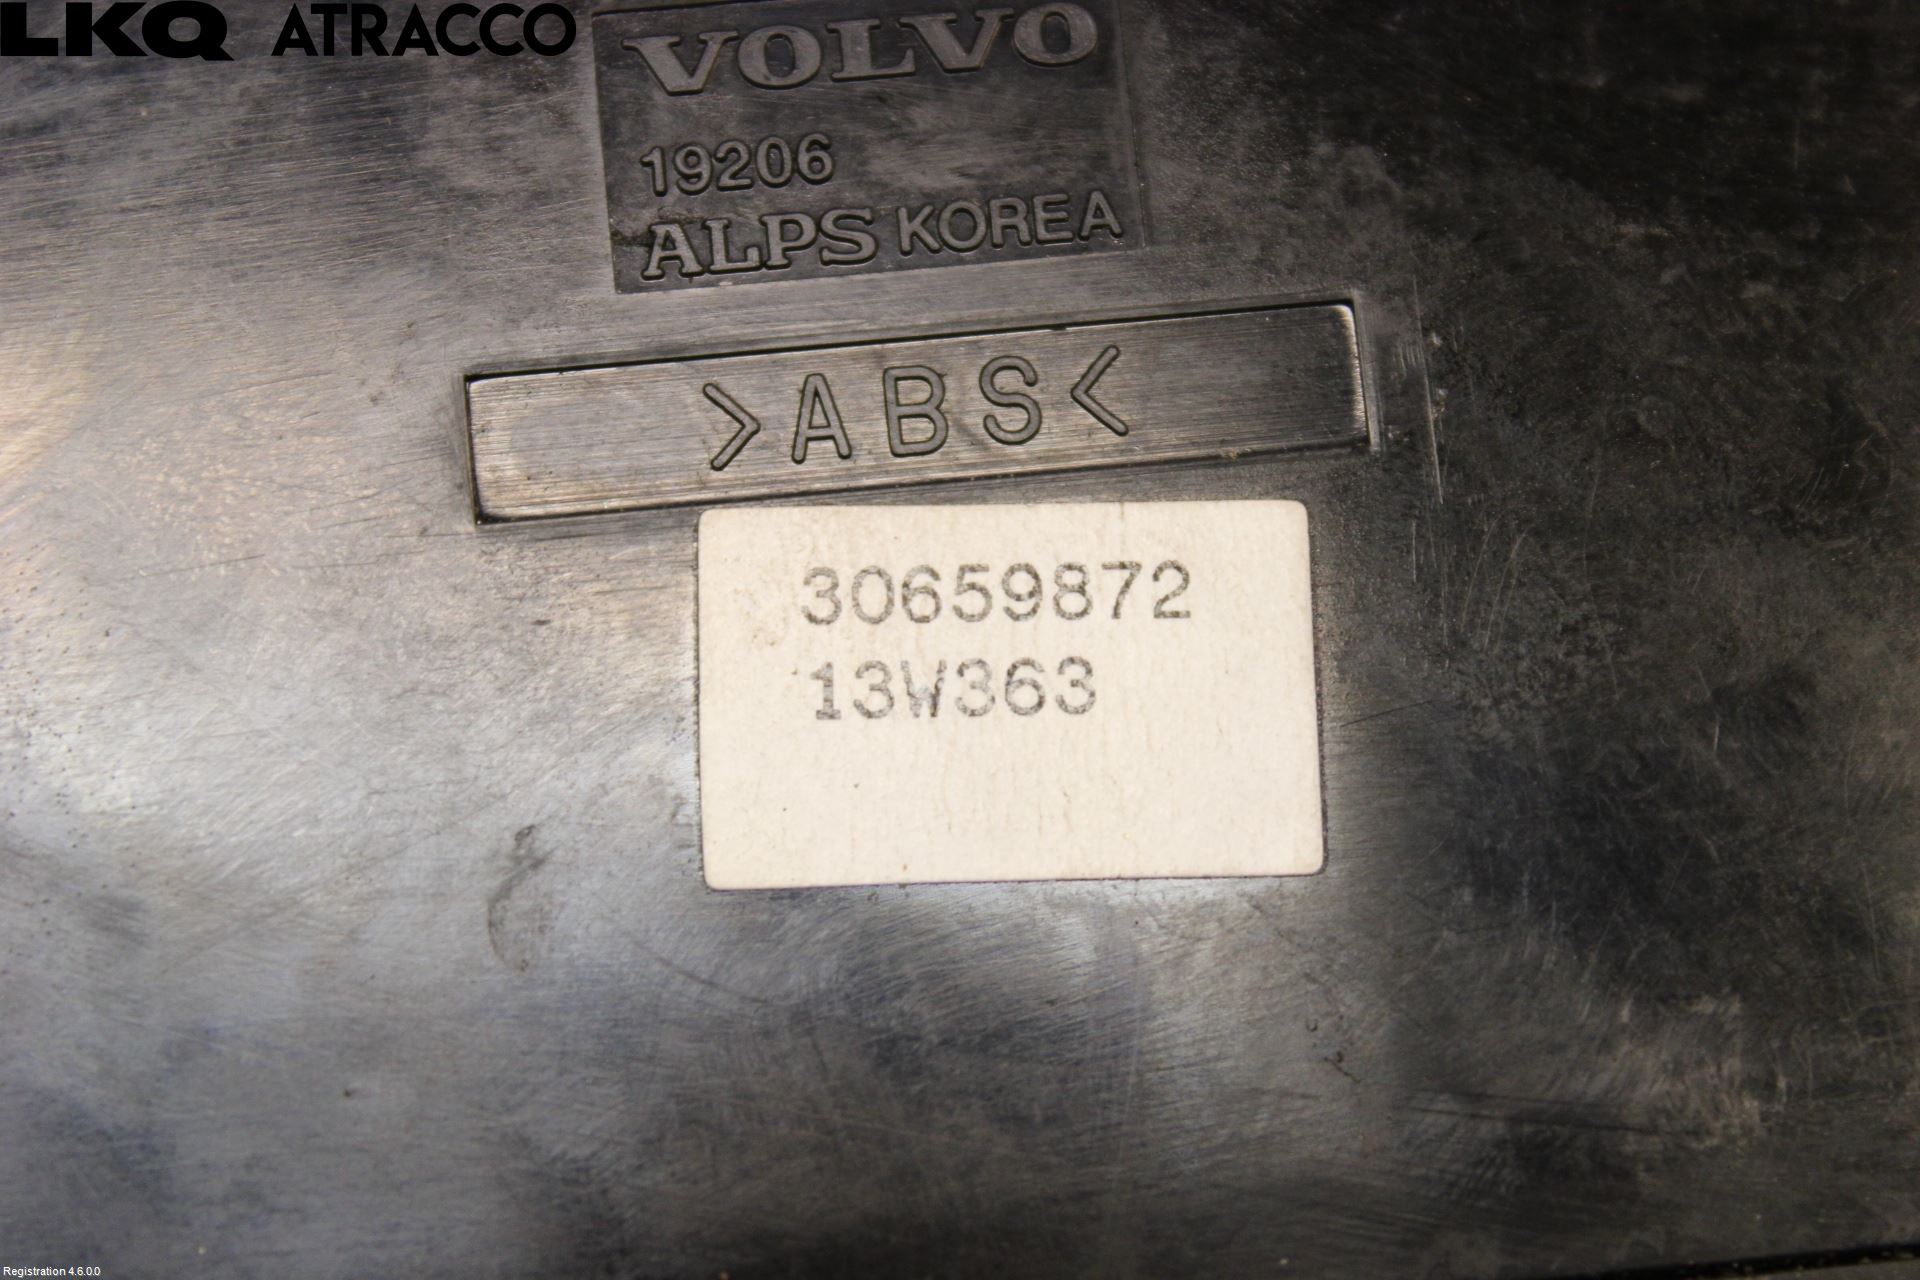 LKQ ATRACCO
VOLVO
19206
ALPS KOREA
>ABS<
30659872
13W363
Registration 4.6.0.0